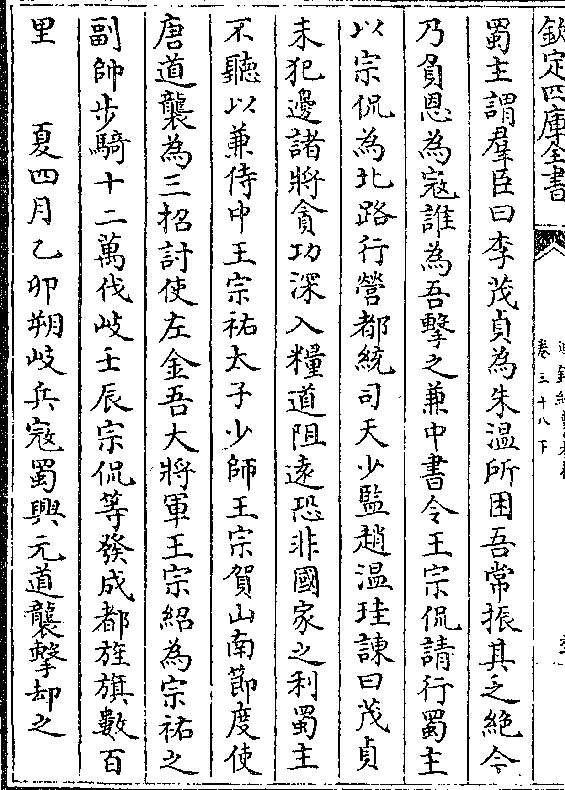 欽定四庫全書
卷三十八下
蜀主謂羣臣曰李茂貞為朱溫所困吾常振其乏絶今
乃負恩為寇誰為吾擊之兼中書令王宗侃請行蜀主
以宗侃為北路行營都統司天少監趙溫珪諫曰茂貞
未犯邊諸將貪功深入糧道阻遠恐非國家之利蜀主
不聽以兼侍中王宗祐太子少師王宗賀山南節度使
唐道襲為三招討使左金吾大將軍王宗紹為宗祐之
副帥步騎十二萬伐岐壬辰宗侃等發成都旌旗數百
里　夏四月乙卯朔岐兵寇蜀興元道襲擊却之